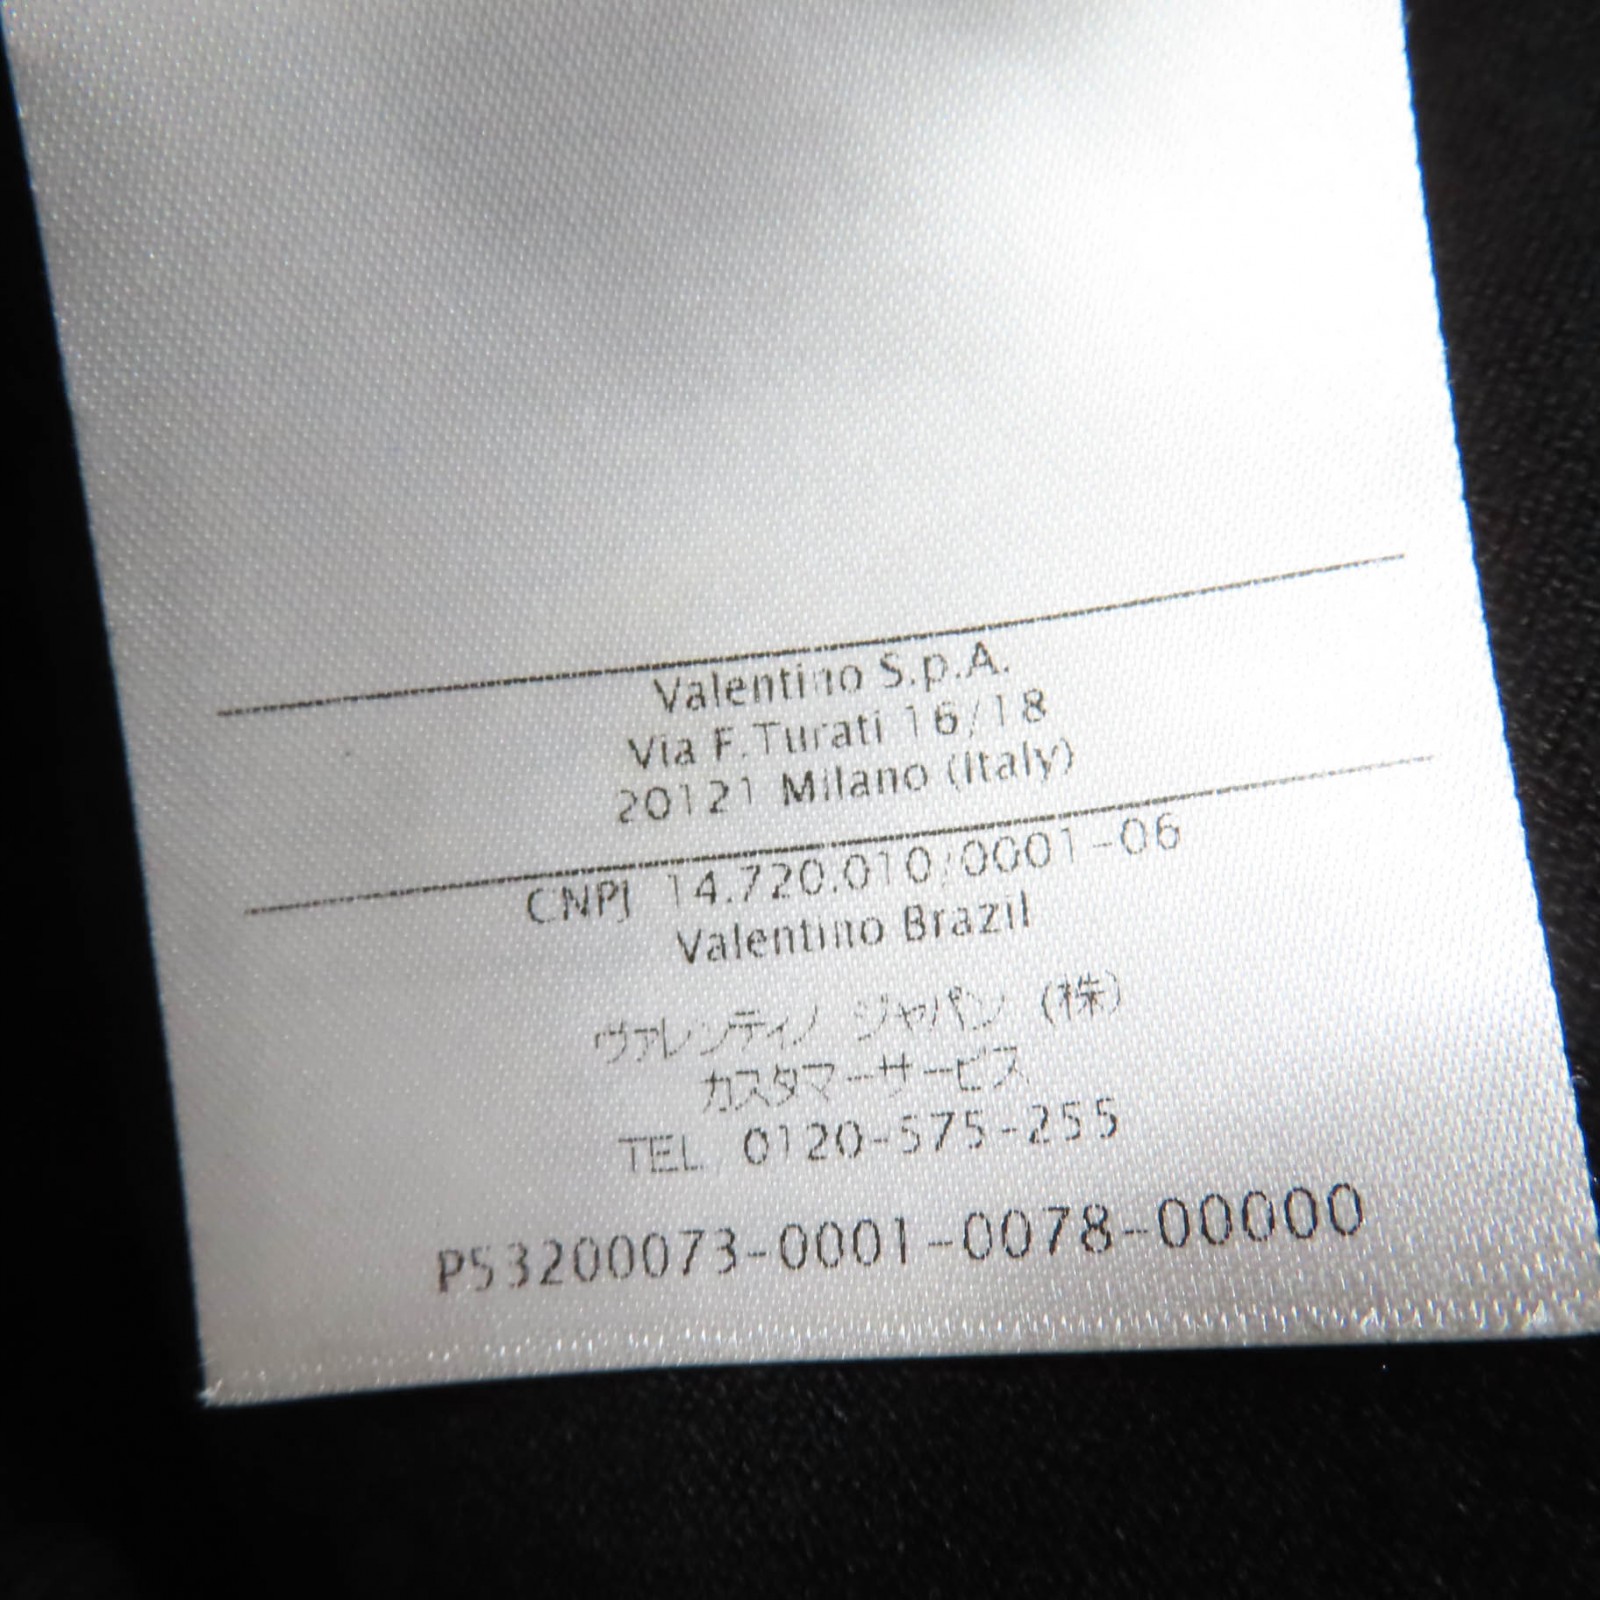 Valentino S.p.A.
Via F.Turati 16/18
20121 Milano (Italy)
CNPJ 14.720.010/0001-06
Valentino Brazil
ヴァレンティノ ジャパン (株)
カスタマーサービス
TEL 0120-575-255
P53200073-0001-0078-00000